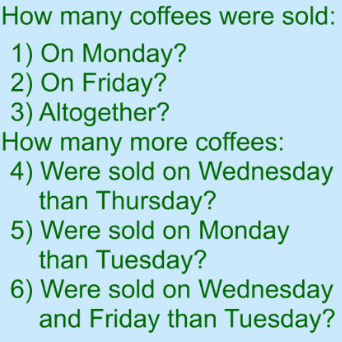 How many coffees were sold:
1) On Monday?
2) On Friday?
3) Altogether?
How many more coffees:
4) Were sold on Wednesday
than Thursday?
5) Were sold on Monday
than Tuesday?
6) Were sold on Wednesday
and Friday than Tuesday?